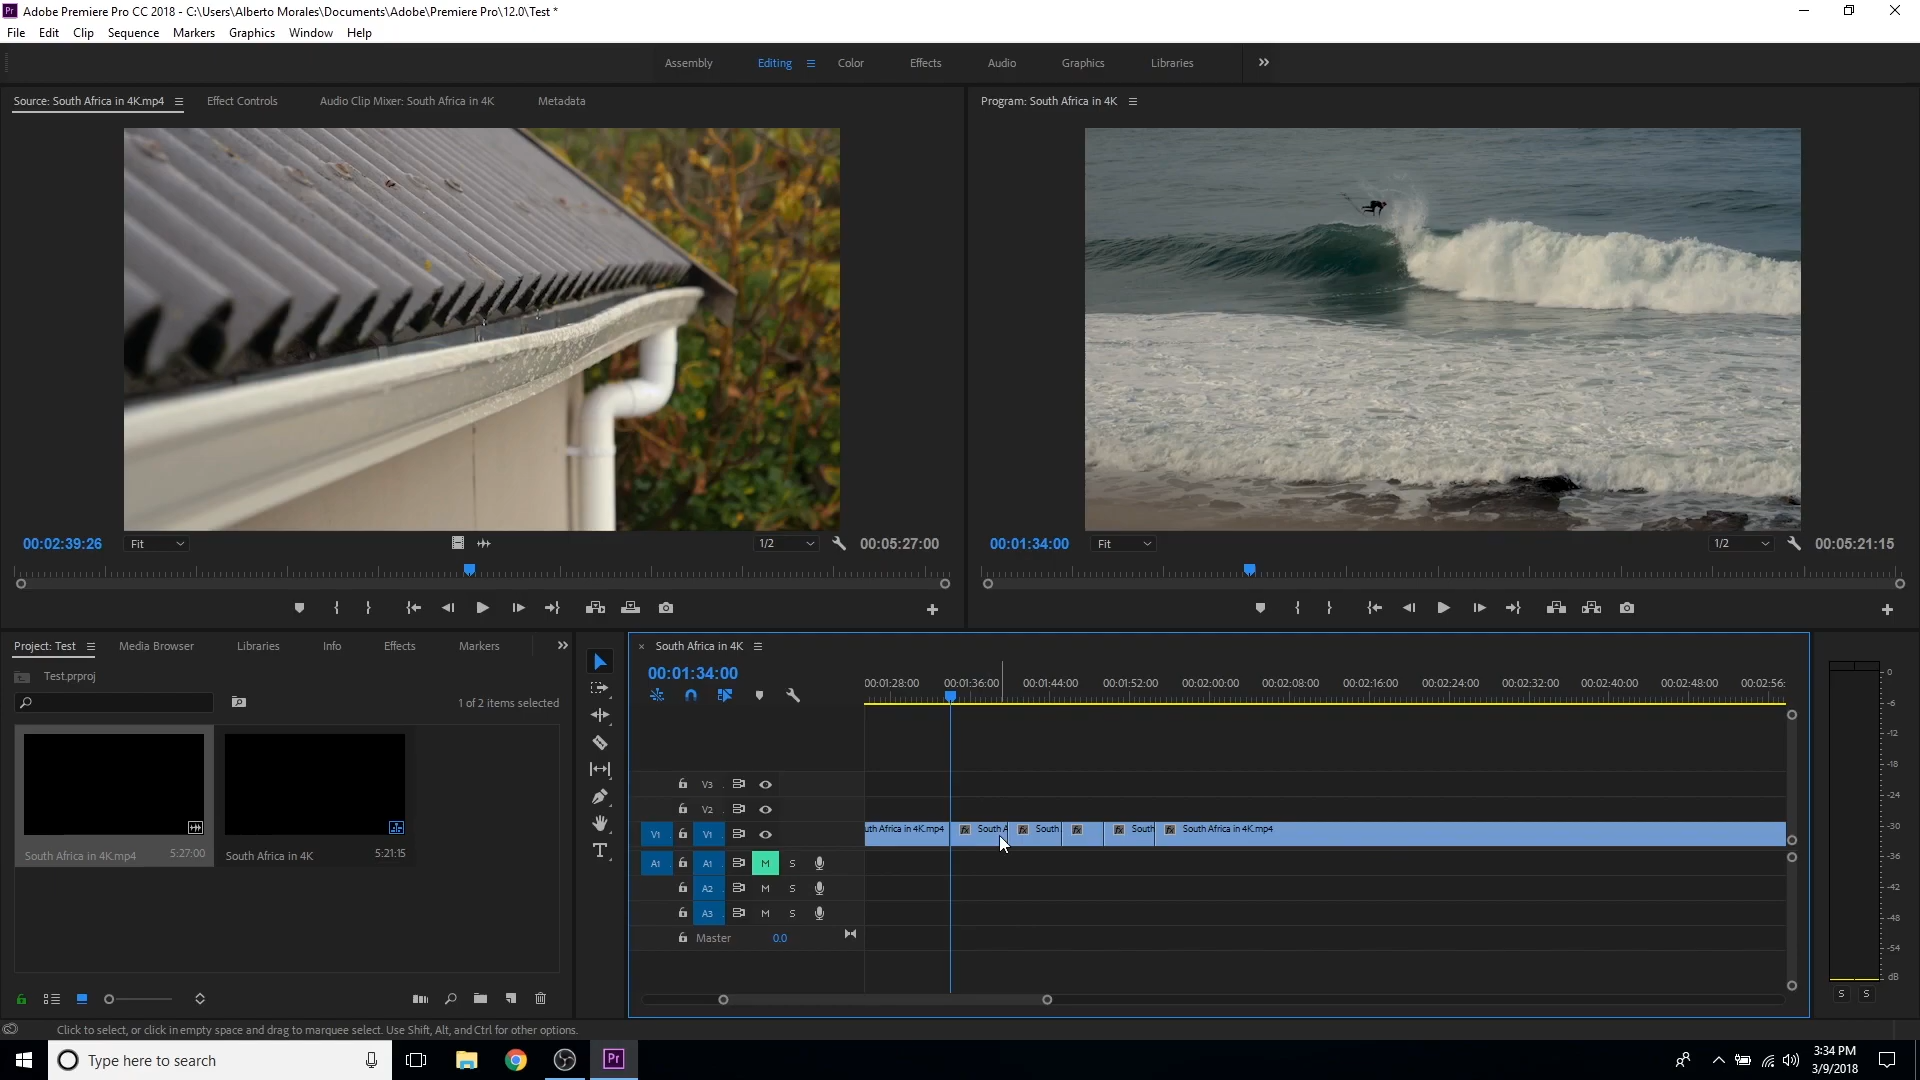 Adobe Premiere Pro CC 2018 - C:\Users\Alberto Morales\Documents\Adobe\Premiere Pro\12.0\Test *
File Edit Clip Sequence Markers Graphics Window Help
Assembly Editing Color Effects Audio Graphics Libraries
Source: South Africa in 4K.mp4 Effect Controls Audio Clip Mixer: South Africa in 4K Metadata
Program: South Africa in 4K
00:02:39:26 Fit 1/2 00:05:27:00
00:01:34:00 Fit 1/2 00:05:21:15
Project: Test Media Browser Libraries Info Effects Markers
Test.prproj
1 of 2 items selected
South Africa in 4K.mp4 5:27:00
South Africa in 4K 5:21:15
South Africa in 4K
00:01:34:00
00:01:28:00 00:01:36:00 00:01:44:00 00:01:52:00 00:02:00:00 00:02:08:00 00:02:16:00 00:02:24:00 00:02:32:00 00:02:40:00 00:02:48:00 00:02:56:
V3
V2
V1 V1 uth Africa in 4K.mp4 fx South A fx South fx fx South fx South Africa in 4K.mp4
A1 A1 M S
A2 M S
A3 M S
Master 0.0
0
-6
-12
-18
-24
-30
-36
-42
-48
-54
dB
S S
Click to select, or click in empty space and drag to marquee select. Use Shift, Alt, and Ctrl for other options.
Type here to search
Pr
3:34 PM
3/9/2018